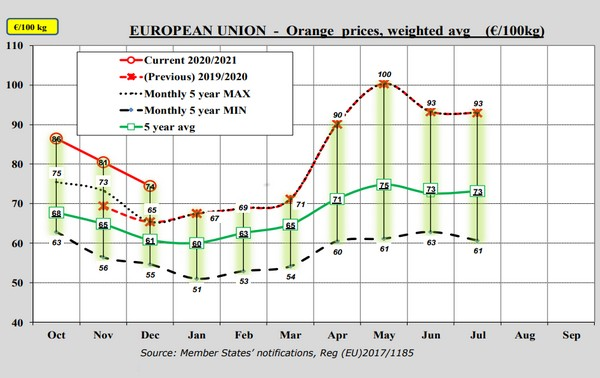 €/100 kg
EUROPEAN UNION - Orange prices, weighted avg (€/100kg)
110
100
90
80
70
60
50
40
Current 2020/2021
(Previous) 2019/2020
Monthly 5 year MAX
Monthly 5 year MIN
5 year avg
86 81 74
75 73 65 67 69 71 90 100 93 93
68 65 61 60 63 65 71 75 73 73
63 56 55 51 53 54 60 61 63 61
Oct Nov Dec Jan Feb Mar Apr May Jun Jul Aug Sep
Source: Member States' notifications, Reg (EU)2017/1185